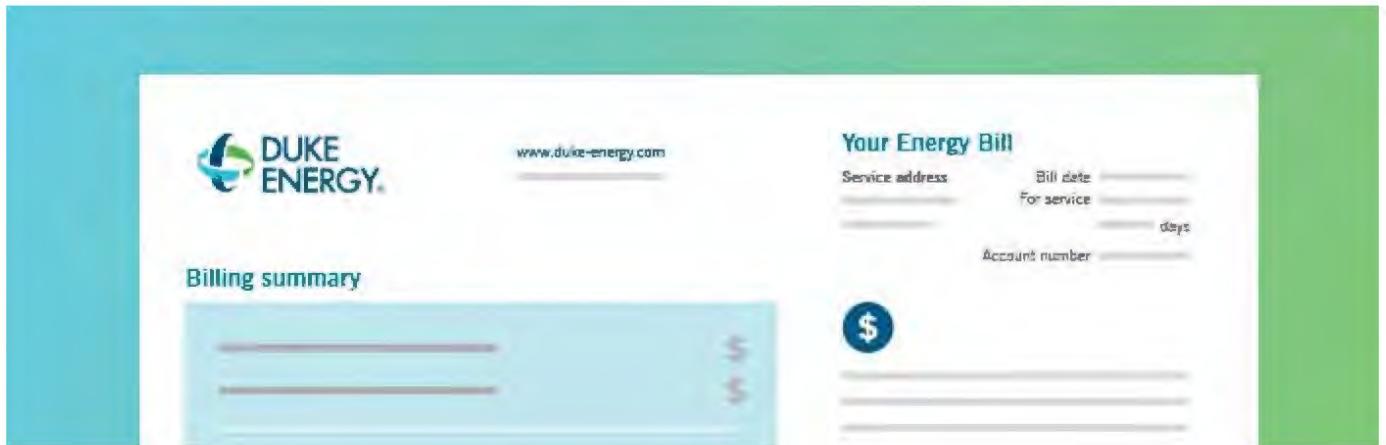 DUKE
ENERGY.
www.duke-energy.com
Your Energy Bill
Service address
Bill date
For service
days
Account number
Billing summary
$
$
$